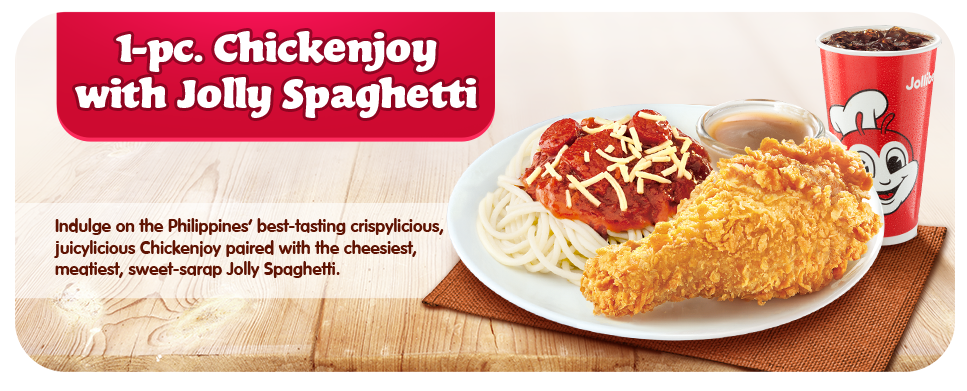 1-pc. Chickenjoy
with Jolly Spaghetti
Indulge on the Philippines' best-tasting crispylicious,
juicylicious Chickenjoy paired with the cheesiest,
meatiest, sweet-sarap Jolly Spaghetti.